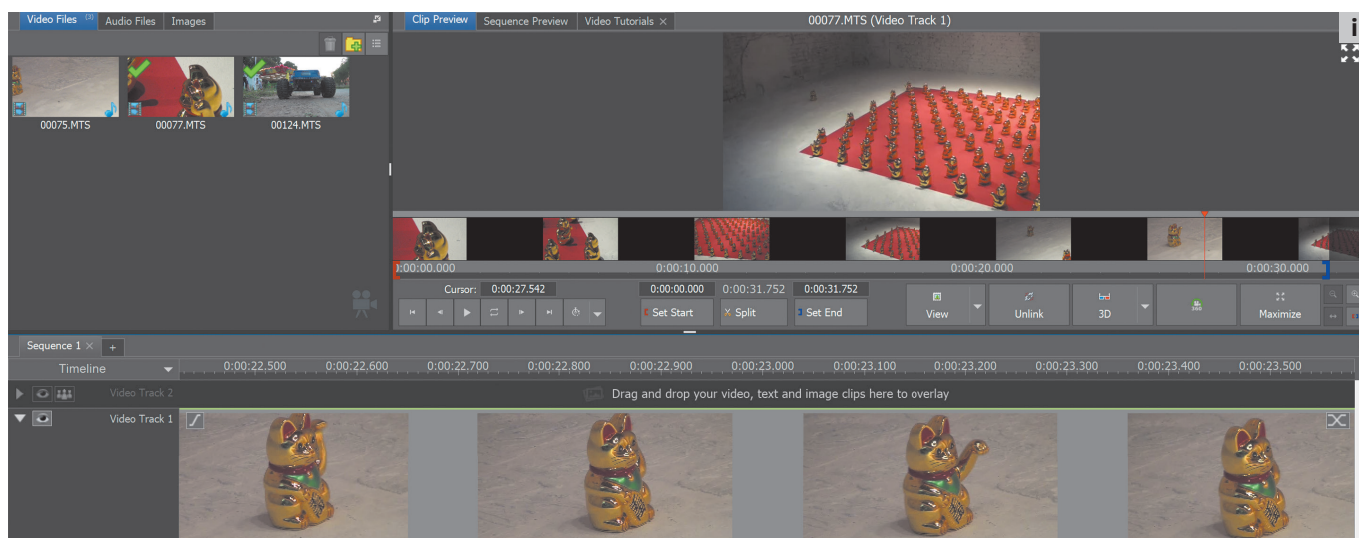 Video Files (3) Audio Files Images
Clip Preview Sequence Preview Video Tutorials × 00077.MTS (Video Track 1)
i
00075.MTS 00077.MTS 00124.MTS
0:00:00.000 0:00:10.000 0:00:20.000 0:00:30.000
Cursor: 0:00:27.542 0:00:00.000 0:00:31.752 0:00:31.752
Set Start Split Set End View Unlink 3D Maximize
Sequence 1 × +
Timeline 0:00:22.500 0:00:22.600 0:00:22.700 0:00:22.800 0:00:22.900 0:00:23.000 0:00:23.100 0:00:23.200 0:00:23.300 0:00:23.400 0:00:23.500
Video Track 2 Drag and drop your video, text and image clips here to overlay
Video Track 1